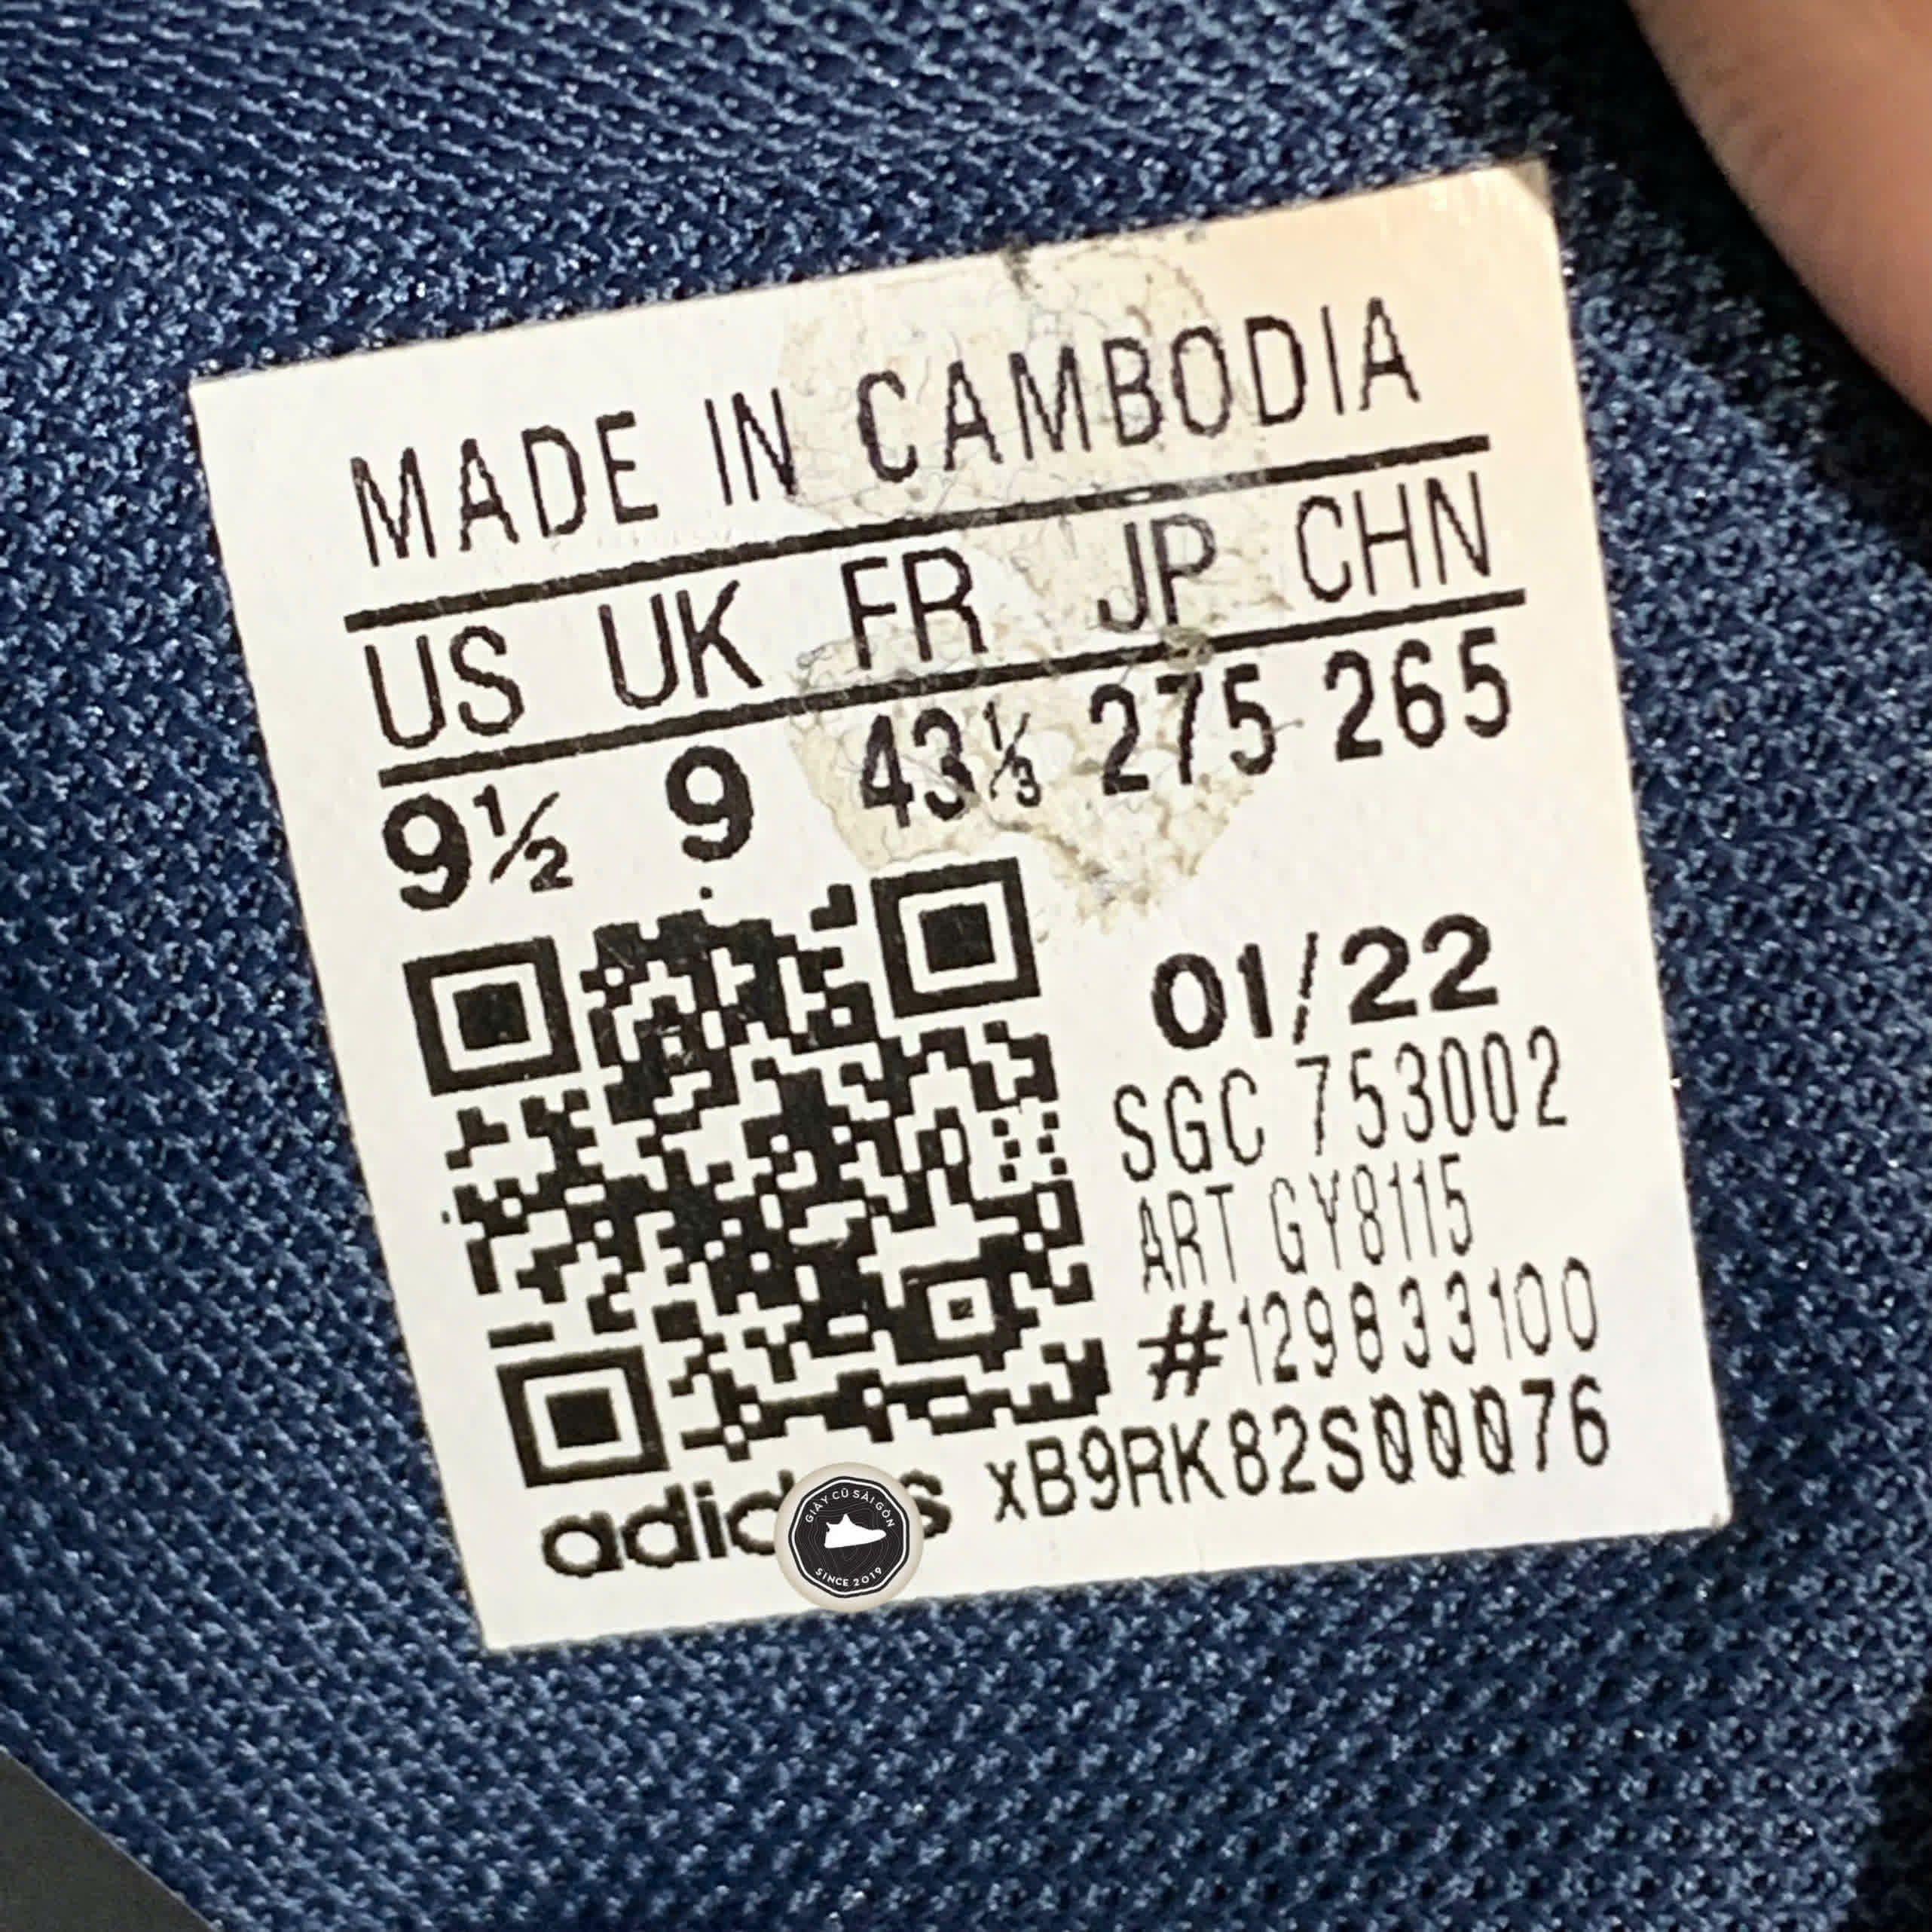 MADE IN CAMBODIA
US UK FR JP CHN
9½ 9 43⅓ 275 265
01/22
SGC 753002
ART GY8115
#129833100
adidas xB9RK82S00076
GIÀY CŨ SÀI GÒN
SINCE 2019